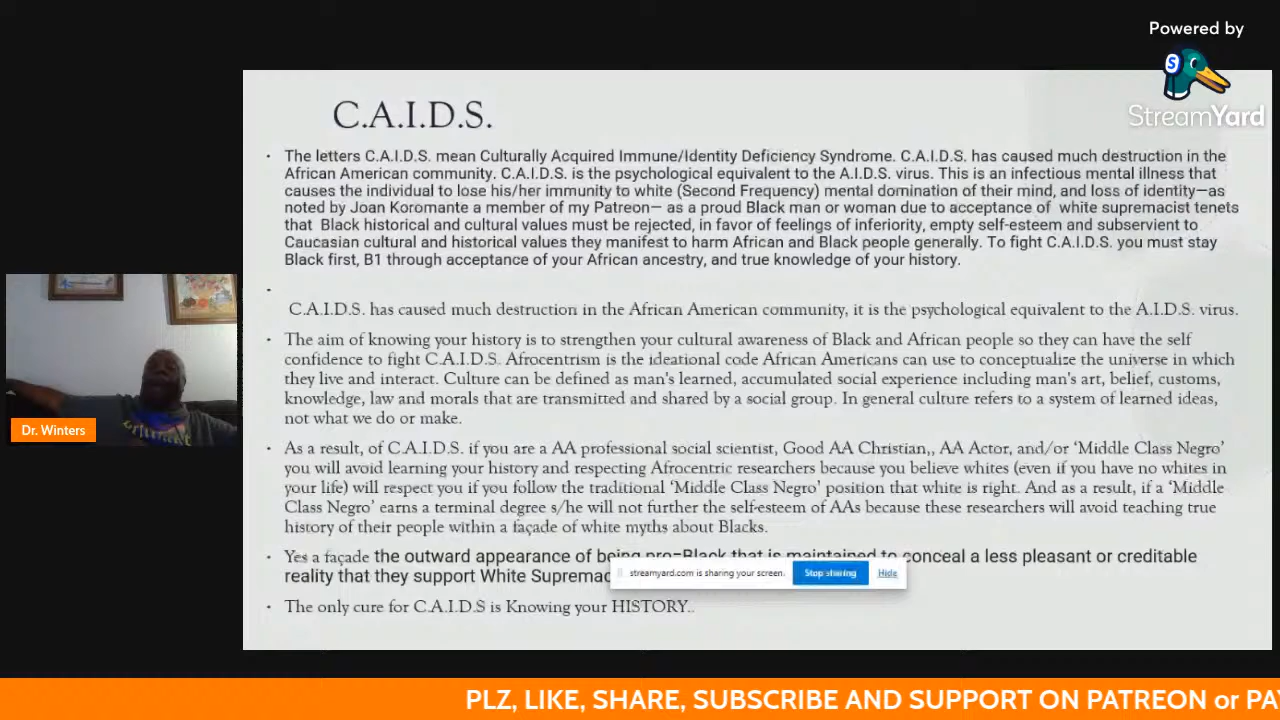 Powered by
StreamYard
C.A.I.D.S.
• The letters C.A.I.D.S. mean Culturally Acquired Immune/Identity Deficiency Syndrome. C.A.I.D.S. has caused much destruction in the
African American community. C.A.I.D.S. is the psychological equivalent to the A.I.D.S. virus. This is an infectious mental illness that
causes the individual to lose his/her immunity to white (Second Frequency) mental domination of their mind, and loss of identity—as
noted by Joan Koromante a member of my Patreon— as a proud Black man or woman due to acceptance of white supremacist tenets
that Black historical and cultural values must be rejected, in favor of feelings of inferiority, empty self-esteem and subservient to
Caucasian cultural and historical values they manifest to harm African and Black people generally. To fight C.A.I.D.S. you must stay
Black first, B1 through acceptance of your African ancestry, and true knowledge of your history.
•
C.A.I.D.S. has caused much destruction in the African American community, it is the psychological equivalent to the A.I.D.S. virus.
• The aim of knowing your history is to strengthen your cultural awareness of Black and African people so they can have the self
confidence to fight C.A.I.D.S. Afrocentrism is the ideational code African Americans can use to conceptualize the universe in which
they live and interact. Culture can be defined as man's learned, accumulated social experience including man's art, belief, customs,
knowledge, law and morals that are transmitted and shared by a social group. In general culture refers to a system of learned ideas,
not what we do or make.
• As a result, of C.A.I.D.S. if you are a AA professional social scientist, Good AA Christian,, AA Actor, and/or ‘Middle Class Negro’
you will avoid learning your history and respecting Afrocentric researchers because you believe whites (even if you have no whites in
your life) will respect you if you follow the traditional ‘Middle Class Negro’ position that white is right. And as a result, if a ‘Middle
Class Negro’ earns a terminal degree s/he will not further the self-esteem of AAs because these researchers will avoid teaching true
history of their people within a façade of white myths about Blacks.
• Yes a façade the outward appearance of being pro=Black that is maintained to conceal a less pleasant or creditable
reality that they support White Supremac
streamyard.com is sharing your screen.
Stop sharing
Hide
• The only cure for C.A.I.D.S is Knowing your HISTORY..
Dr. Winters
PLZ, LIKE, SHARE, SUBSCRIBE AND SUPPORT ON PATREON or PA